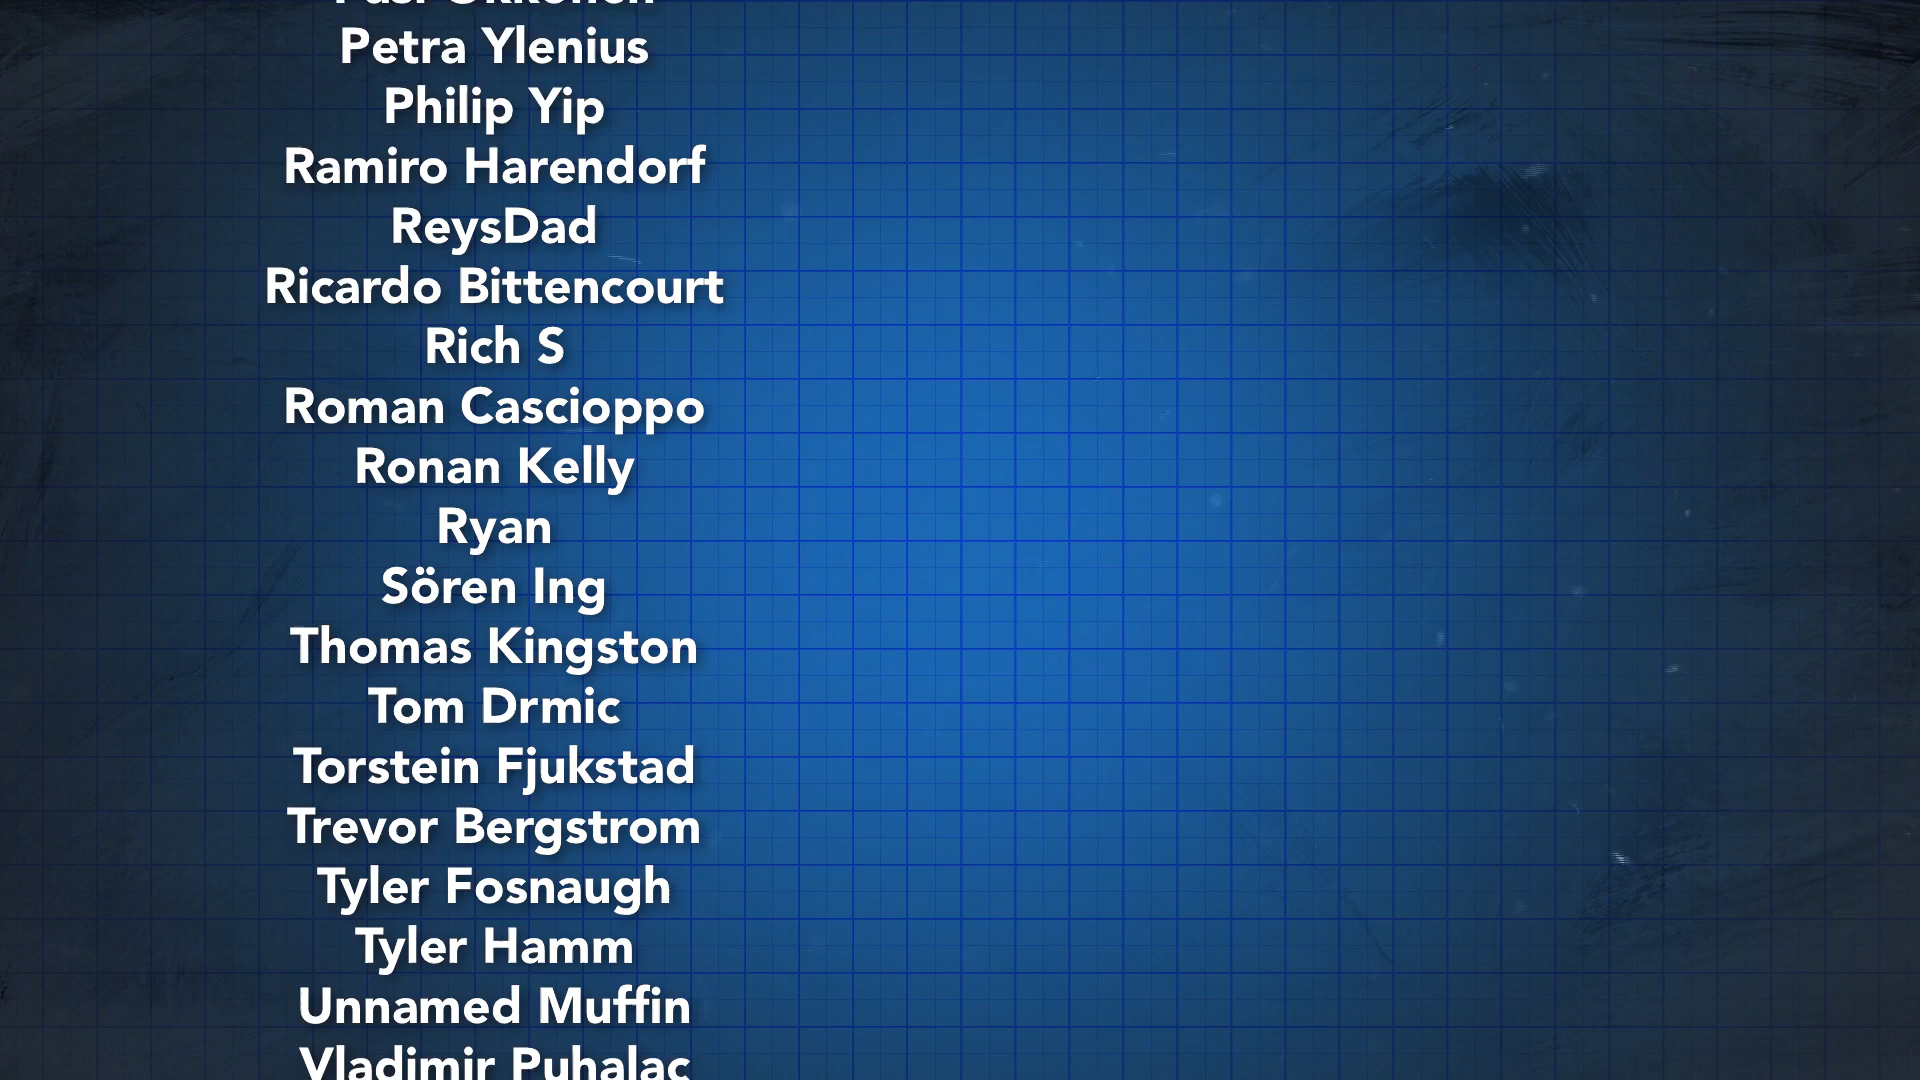 Petra Ylenius
Philip Yip
Ramiro Harendorf
ReysDad
Ricardo Bittencourt
Rich S
Roman Cascioppo
Ronan Kelly
Ryan
Sören Ing
Thomas Kingston
Tom Drmic
Torstein Fjukstad
Trevor Bergstrom
Tyler Fosnaugh
Tyler Hamm
Unnamed Muffin
Vladimir Puhalac